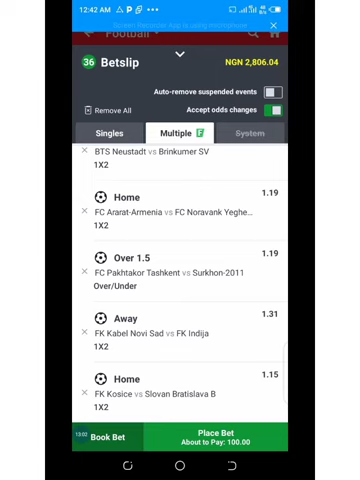 12:42 AM
Screen Recorder App is using microphone
Football
36 Betslip
NGN 2,806.04
Auto-remove suspended events
Remove All
Accept odds changes
Singles
Multiple F
System
BTS Neustadt vs Brinkumer SV
1X2
Home
1.19
FC Ararat-Armenia vs FC Noravank Yeghe...
1X2
Over 1.5
1.19
FC Pakhtakor Tashkent vs Surkhon-2011
Over/Under
Away
1.31
FK Kabel Novi Sad vs FK Indija
1X2
Home
1.15
FK Kosice vs Slovan Bratislava B
1X2
13:03
Book Bet
Place Bet
About to Pay: 100.00